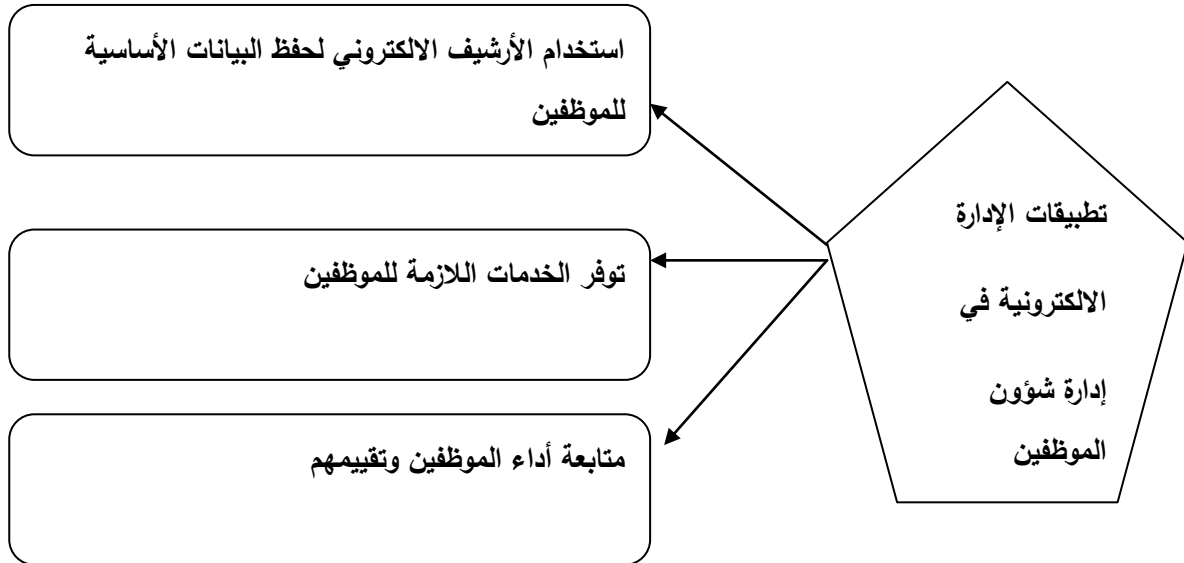 تطبيقات الإدارة
الالكترونية في
إدارة شؤون
الموظفين
استخدام الأرشيف الالكتروني لحفظ البيانات الأساسية
للموظفين
توفر الخدمات اللازمة للموظفين
متابعة أداء الموظفين وتقييمهم